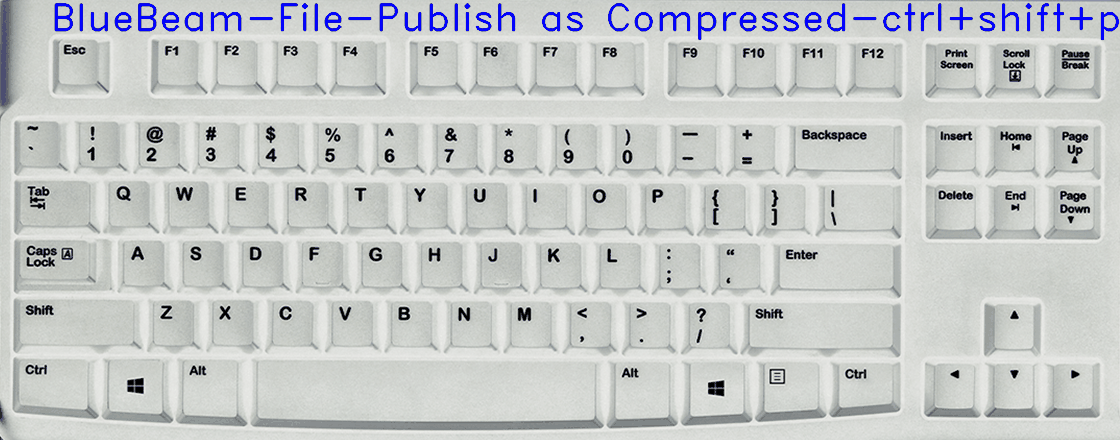 BlueBeam-File-Publish as Compressed-ctrl+shift+p
Esc F1 F2 F3 F4 F5 F6 F7 F8 F9 F10 F11 F12 Print Screen Scroll Lock Pause Break
~ ` ! 1 @ 2 # 3 $ 4 % 5 ^ 6 & 7 * 8 ( 9 ) 0 — - + = Backspace Insert Home Page Up
Tab Q W E R T Y U I O P { [ } ] | \ Delete End Page Down
Caps Lock A S D F G H J K L : ; “ ‘ Enter
Shift Z X C V B N M < , > . ? / Shift
Ctrl Alt Alt Ctrl